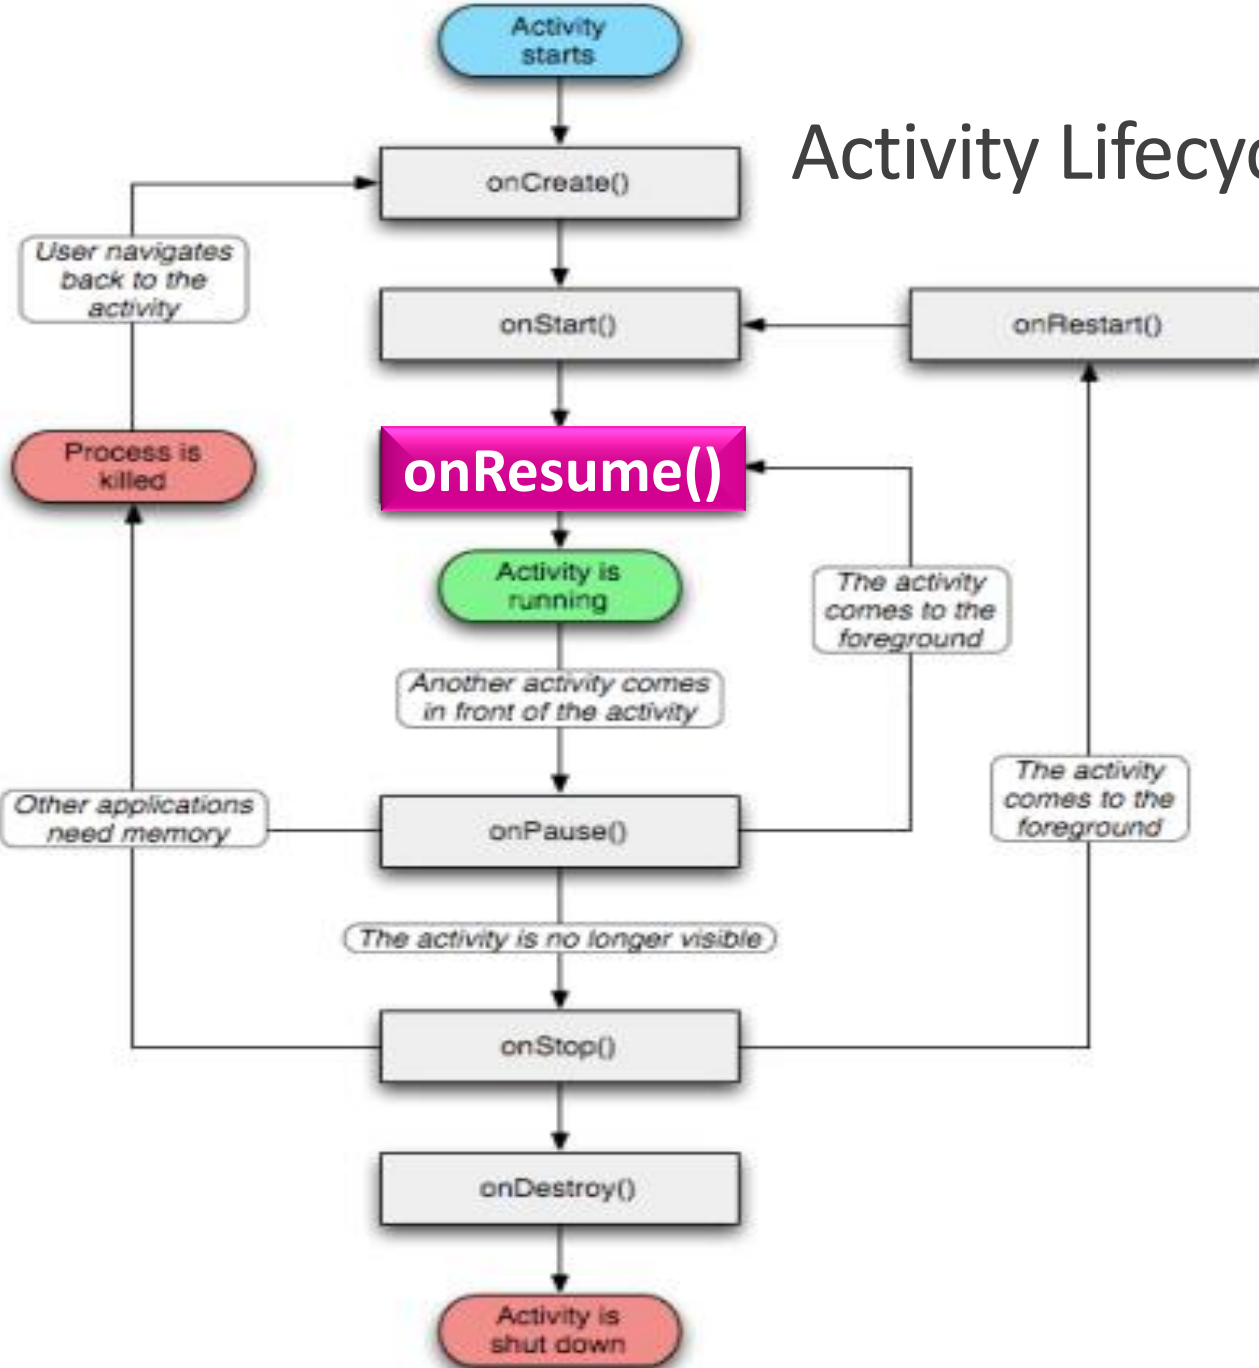 Activity
starts
Activity Lifecyc
onCreate()
User navigates
back to the
activity
onStart()
onRestart()
onResume()
Process is
killed
Activity is
running
The activity
comes to the
foreground
Another activity comes
in front of the activity
The activity
comes to the
foreground
Other applications
need memory
onPause()
The activity is no longer visible
onStop()
onDestroy()
Activity is
shut down